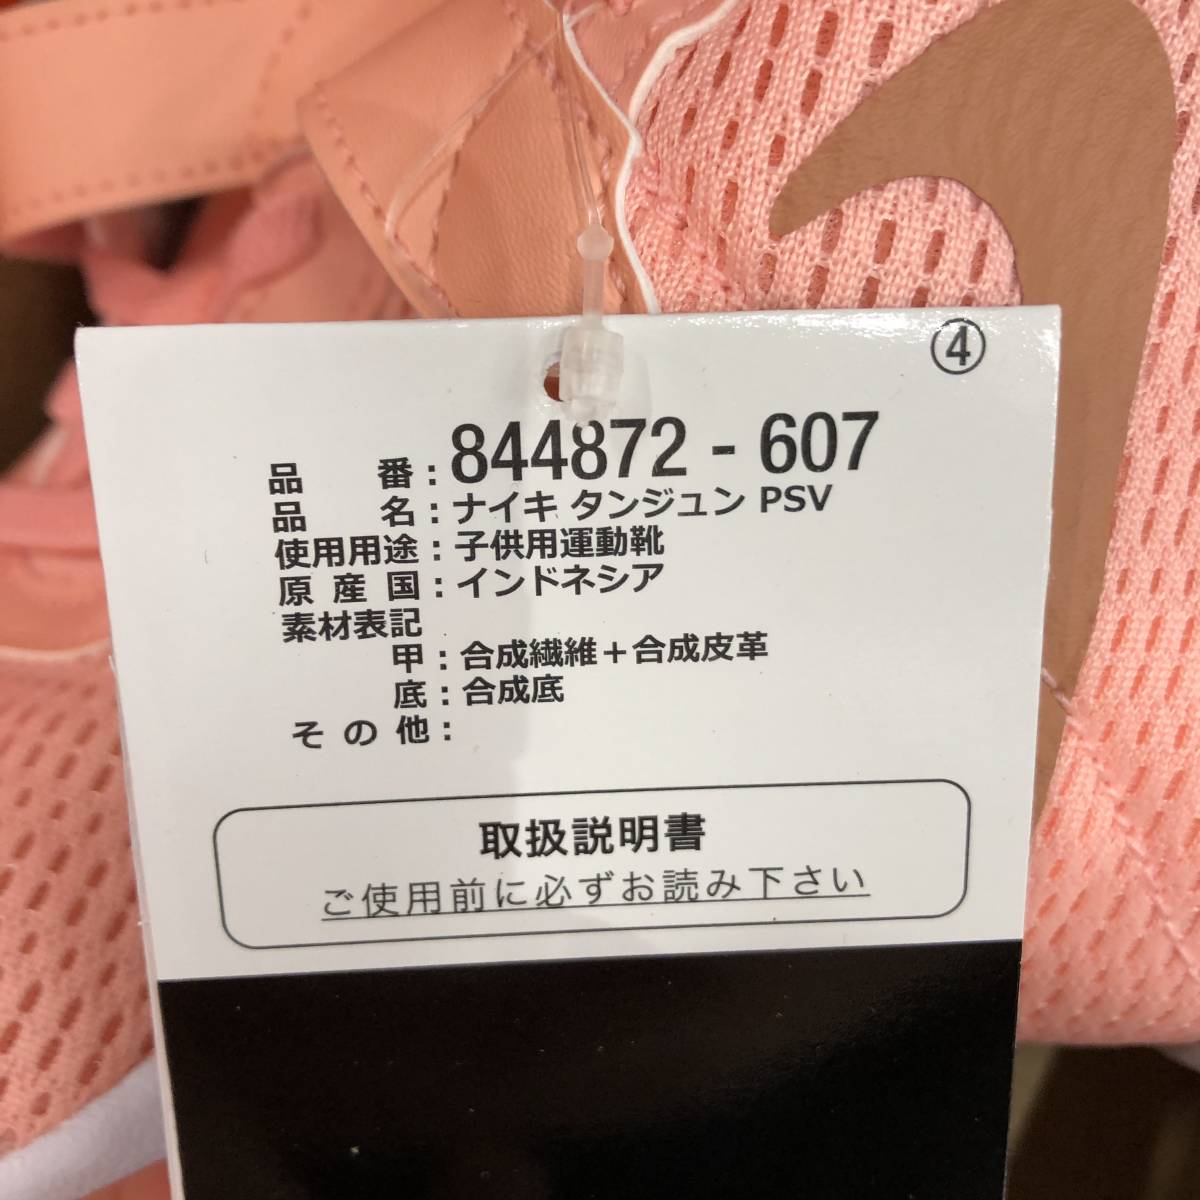 ④
品番：844872-607
品名：ナイキ タンジュン PSV
使用用途：子供用運動靴
原産国：インドネシア
素材表記
甲：合成繊維＋合成皮革
底：合成底
その他：
取扱説明書
ご使用前に必ずお読み下さい